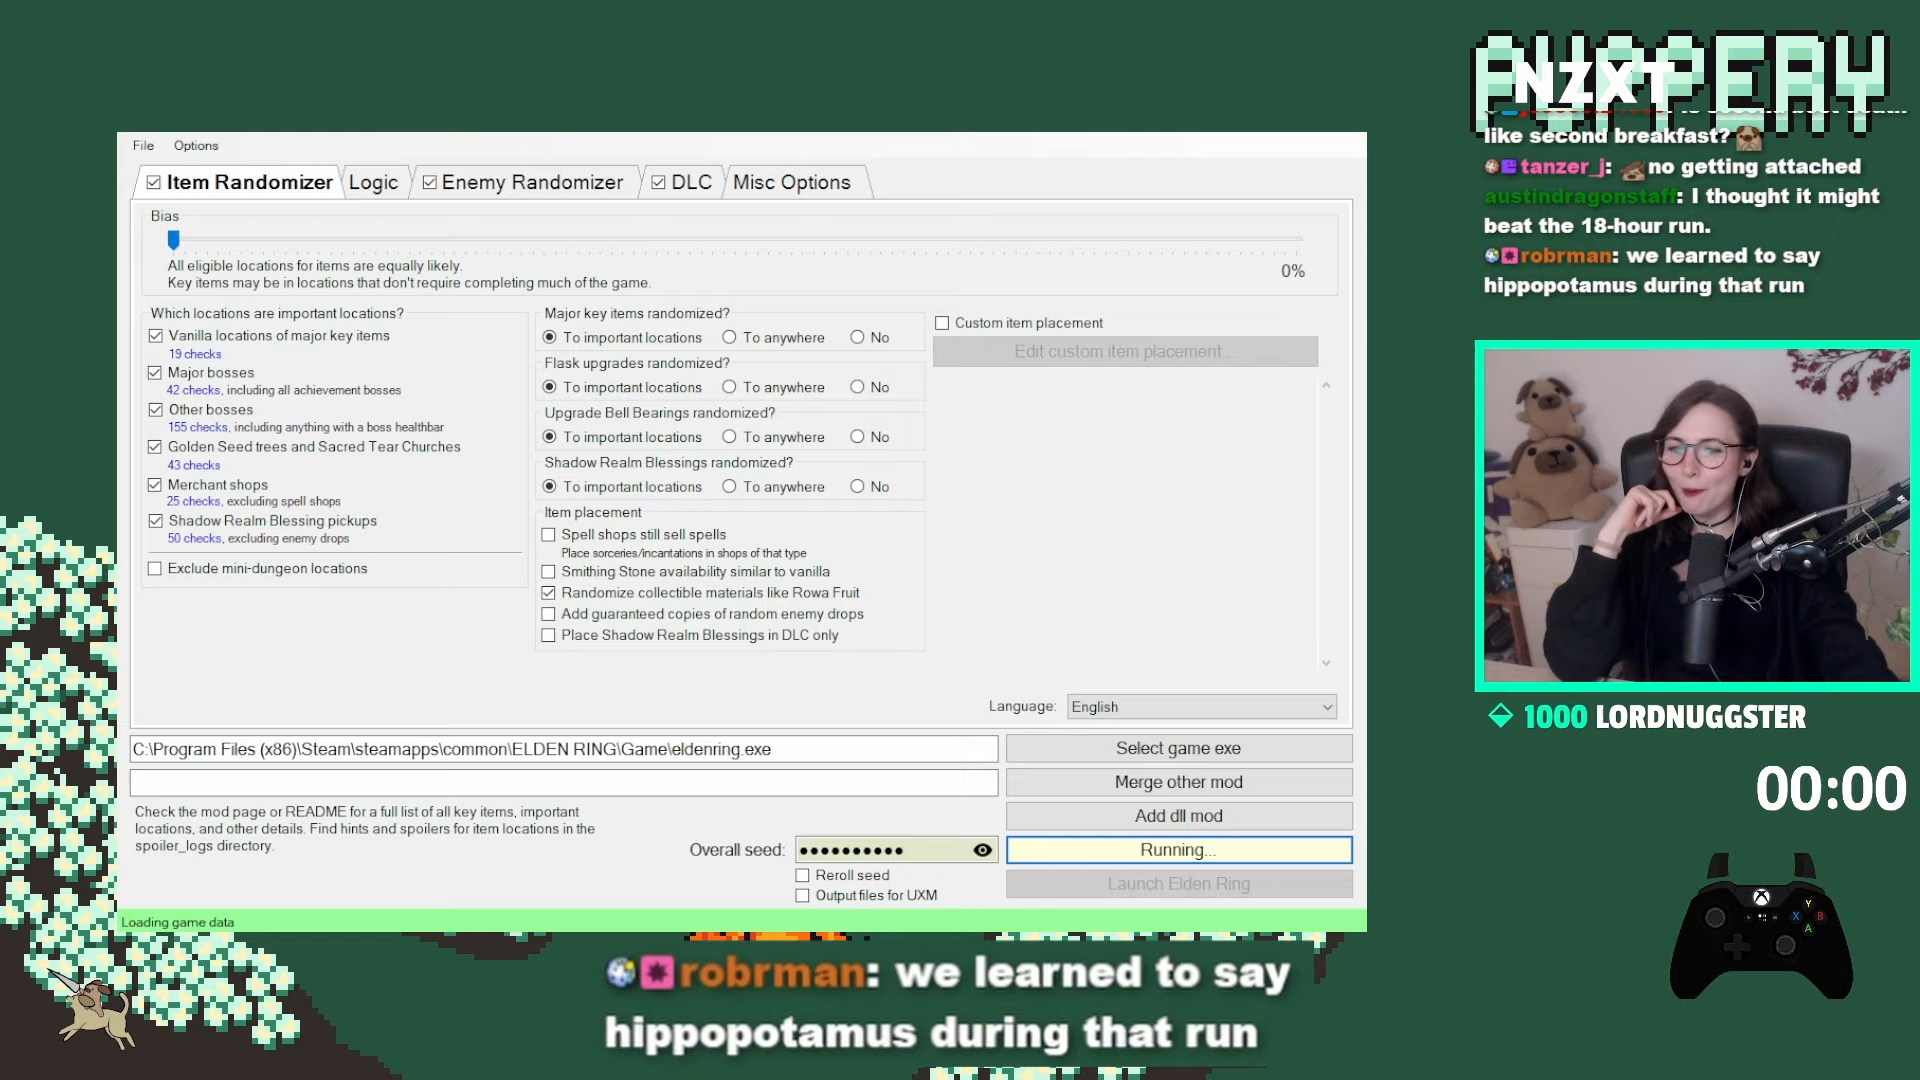 File Options
Item Randomizer Logic Enemy Randomizer DLC Misc Options
Bias
All eligible locations for items are equally likely.
Key items may be in locations that don't require completing much of the game.
0%
Which locations are important locations?
Vanilla locations of major key items
19 checks
Major bosses
42 checks, including all achievement bosses
Other bosses
155 checks, including anything with a boss healthbar
Golden Seed trees and Sacred Tear Churches
43 checks
Merchant shops
25 checks, excluding spell shops
Shadow Realm Blessing pickups
50 checks, excluding enemy drops
Exclude mini-dungeon locations
Major key items randomized?
To important locations To anywhere No
Flask upgrades randomized?
To important locations To anywhere No
Upgrade Bell Bearings randomized?
To important locations To anywhere No
Shadow Realm Blessings randomized?
To important locations To anywhere No
Item placement
Spell shops still sell spells
Place sorceries/incantations in shops of that type
Smithing Stone availability similar to vanilla
Randomize collectible materials like Rowa Fruit
Add guaranteed copies of random enemy drops
Place Shadow Realm Blessings in DLC only
Custom item placement
Edit custom item placement...
Language: English
C:\Program Files (x86)\Steam\steamapps\common\ELDEN RING\Game\eldenring.exe
Select game exe
Merge other mod
Add dll mod
Check the mod page or README for a full list of all key items, important
locations, and other details. Find hints and spoilers for item locations in the
spoiler_logs directory.
Overall seed: ●●●●●●●●●●
Running...
Reroll seed
Output files for UXM
Launch Elden Ring
Loading game data
robrman: we learned to say
hippopotamus during that run
NZXT
like second breakfast?
tanzer_j: no getting attached
austindragonstaff: I thought it might
beat the 18-hour run.
robrman: we learned to say
hippopotamus during that run
1000 LORDNUGGSTER
00:00
Y
X B
A